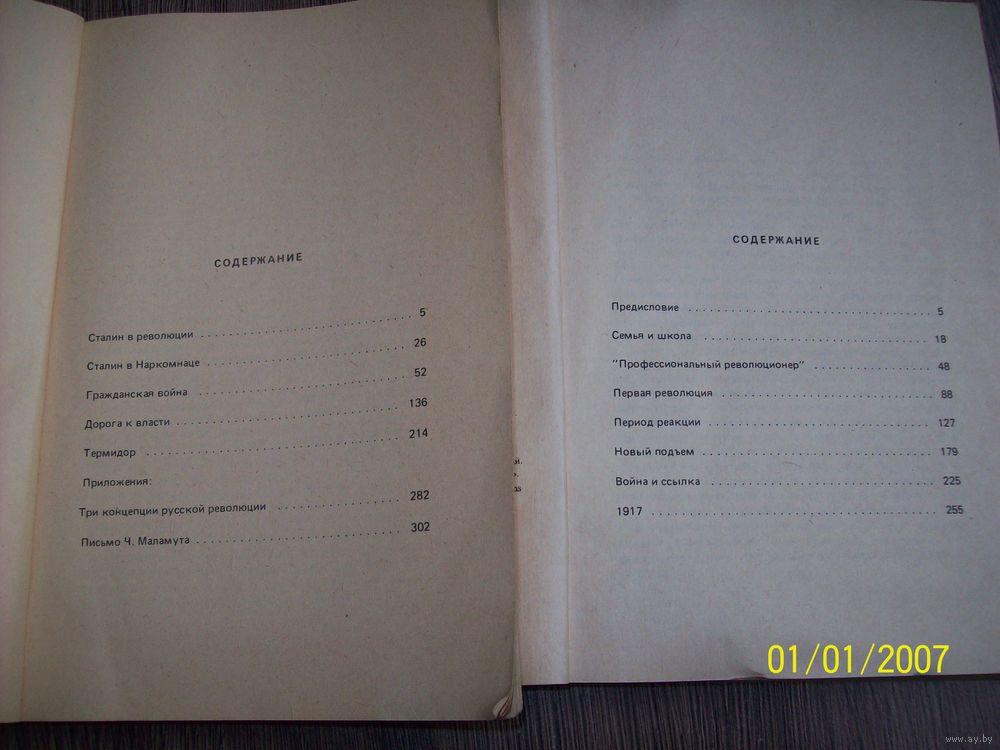 СОДЕРЖАНИЕ
Сталин в революции 5
Сталин в Наркомнаце 26
Гражданская война 52
Дорога к власти 136
Термидор 214
Приложения:
Три концепции русской революции 282
Письмо Ч. Маламута 302
СОДЕРЖАНИЕ
Предисловие 5
Семья и школа 18
"Профессиональный революционер" 48
Первая революция 88
Период реакции 127
Новый подъем 179
Война и ссылка 225
1917 255
01/01/2007
www.ay.by